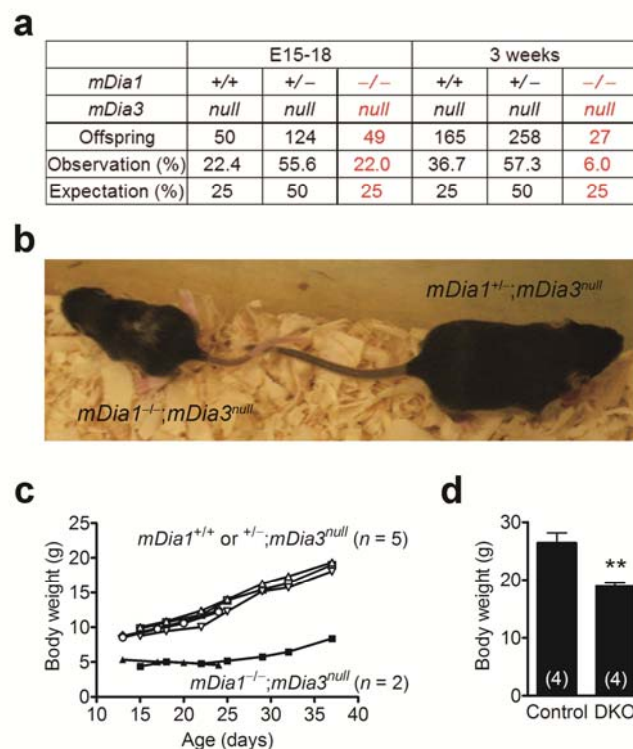 a
E15-18 3 weeks
mDia1 +/+ +/− −/− +/+ +/− −/−
mDia3 null null null null null null
Offspring 50 124 49 165 258 27
Observation (%) 22.4 55.6 22.0 36.7 57.3 6.0
Expectation (%) 25 50 25 25 50 25
b
mDia1+/−;mDia3null
mDia1−/−;mDia3null
c
mDia1+/+ or +/−;mDia3null (n = 5)
mDia1−/−;mDia3null (n = 2)
Body weight (g)
25
20
15
10
5
0
10 20 30 40
Age (days)
d
Body weight (g)
30
20
10
0
**
(4) (4)
Control DKO